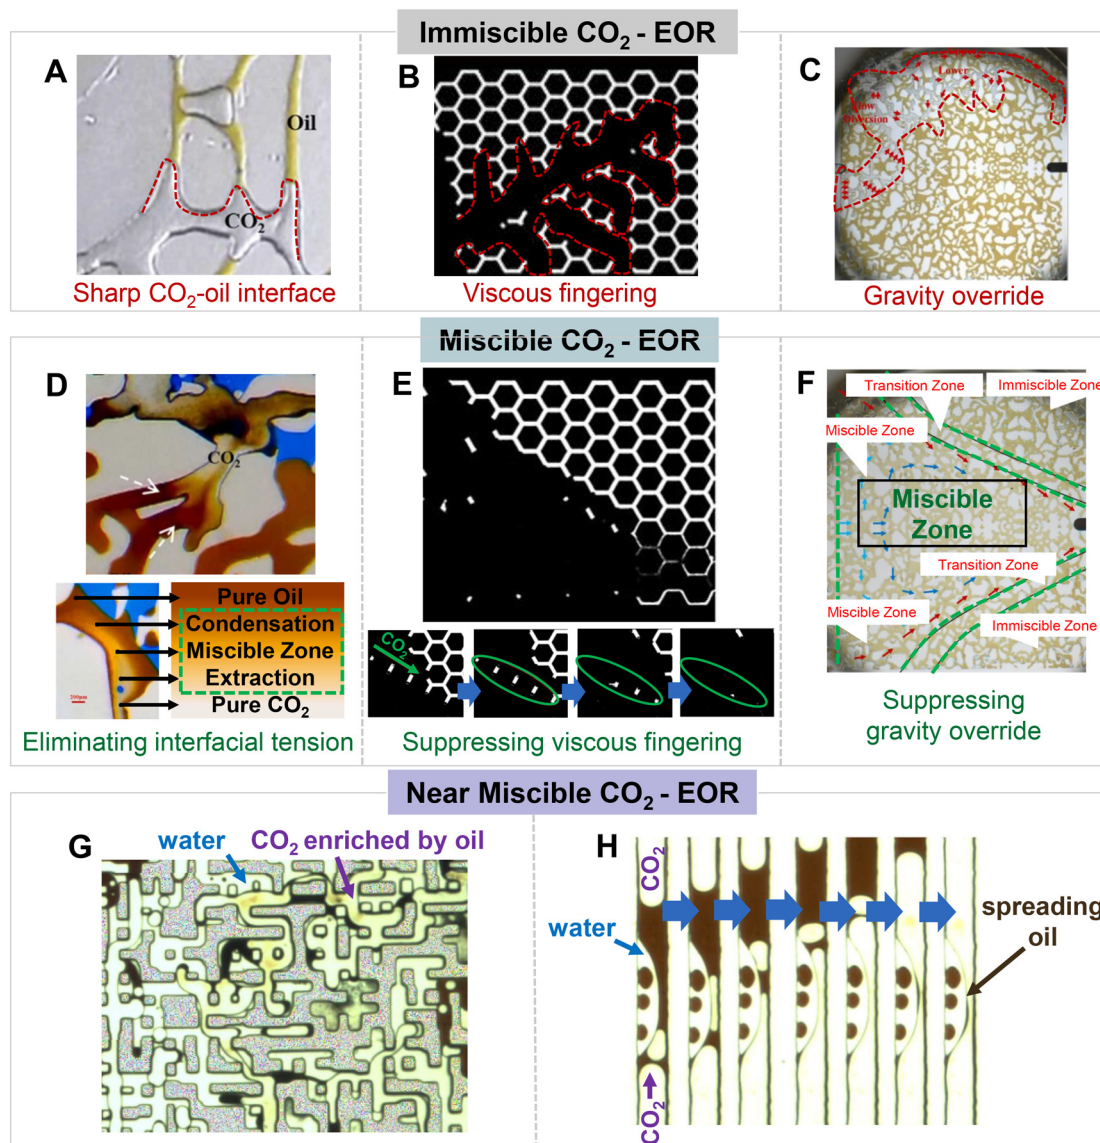 Immiscible CO₂ - EOR
A
Oil
CO₂
Sharp CO₂-oil interface
B
Viscous fingering
C
Lower
Gravity override
Miscible CO₂ - EOR
D
CO₂
Pure Oil
Condensation
Miscible Zone
Extraction
Pure CO₂
200μm
Eliminating interfacial tension
E
CO₂
Suppressing viscous fingering
F
Transition Zone
Immiscible Zone
Miscible Zone
Miscible
Zone
Transition Zone
Miscible Zone
Immiscible Zone
Suppressing
gravity override
Near Miscible CO₂ - EOR
G
water
CO₂ enriched by oil
H
CO₂
water
spreading
oil
CO₂